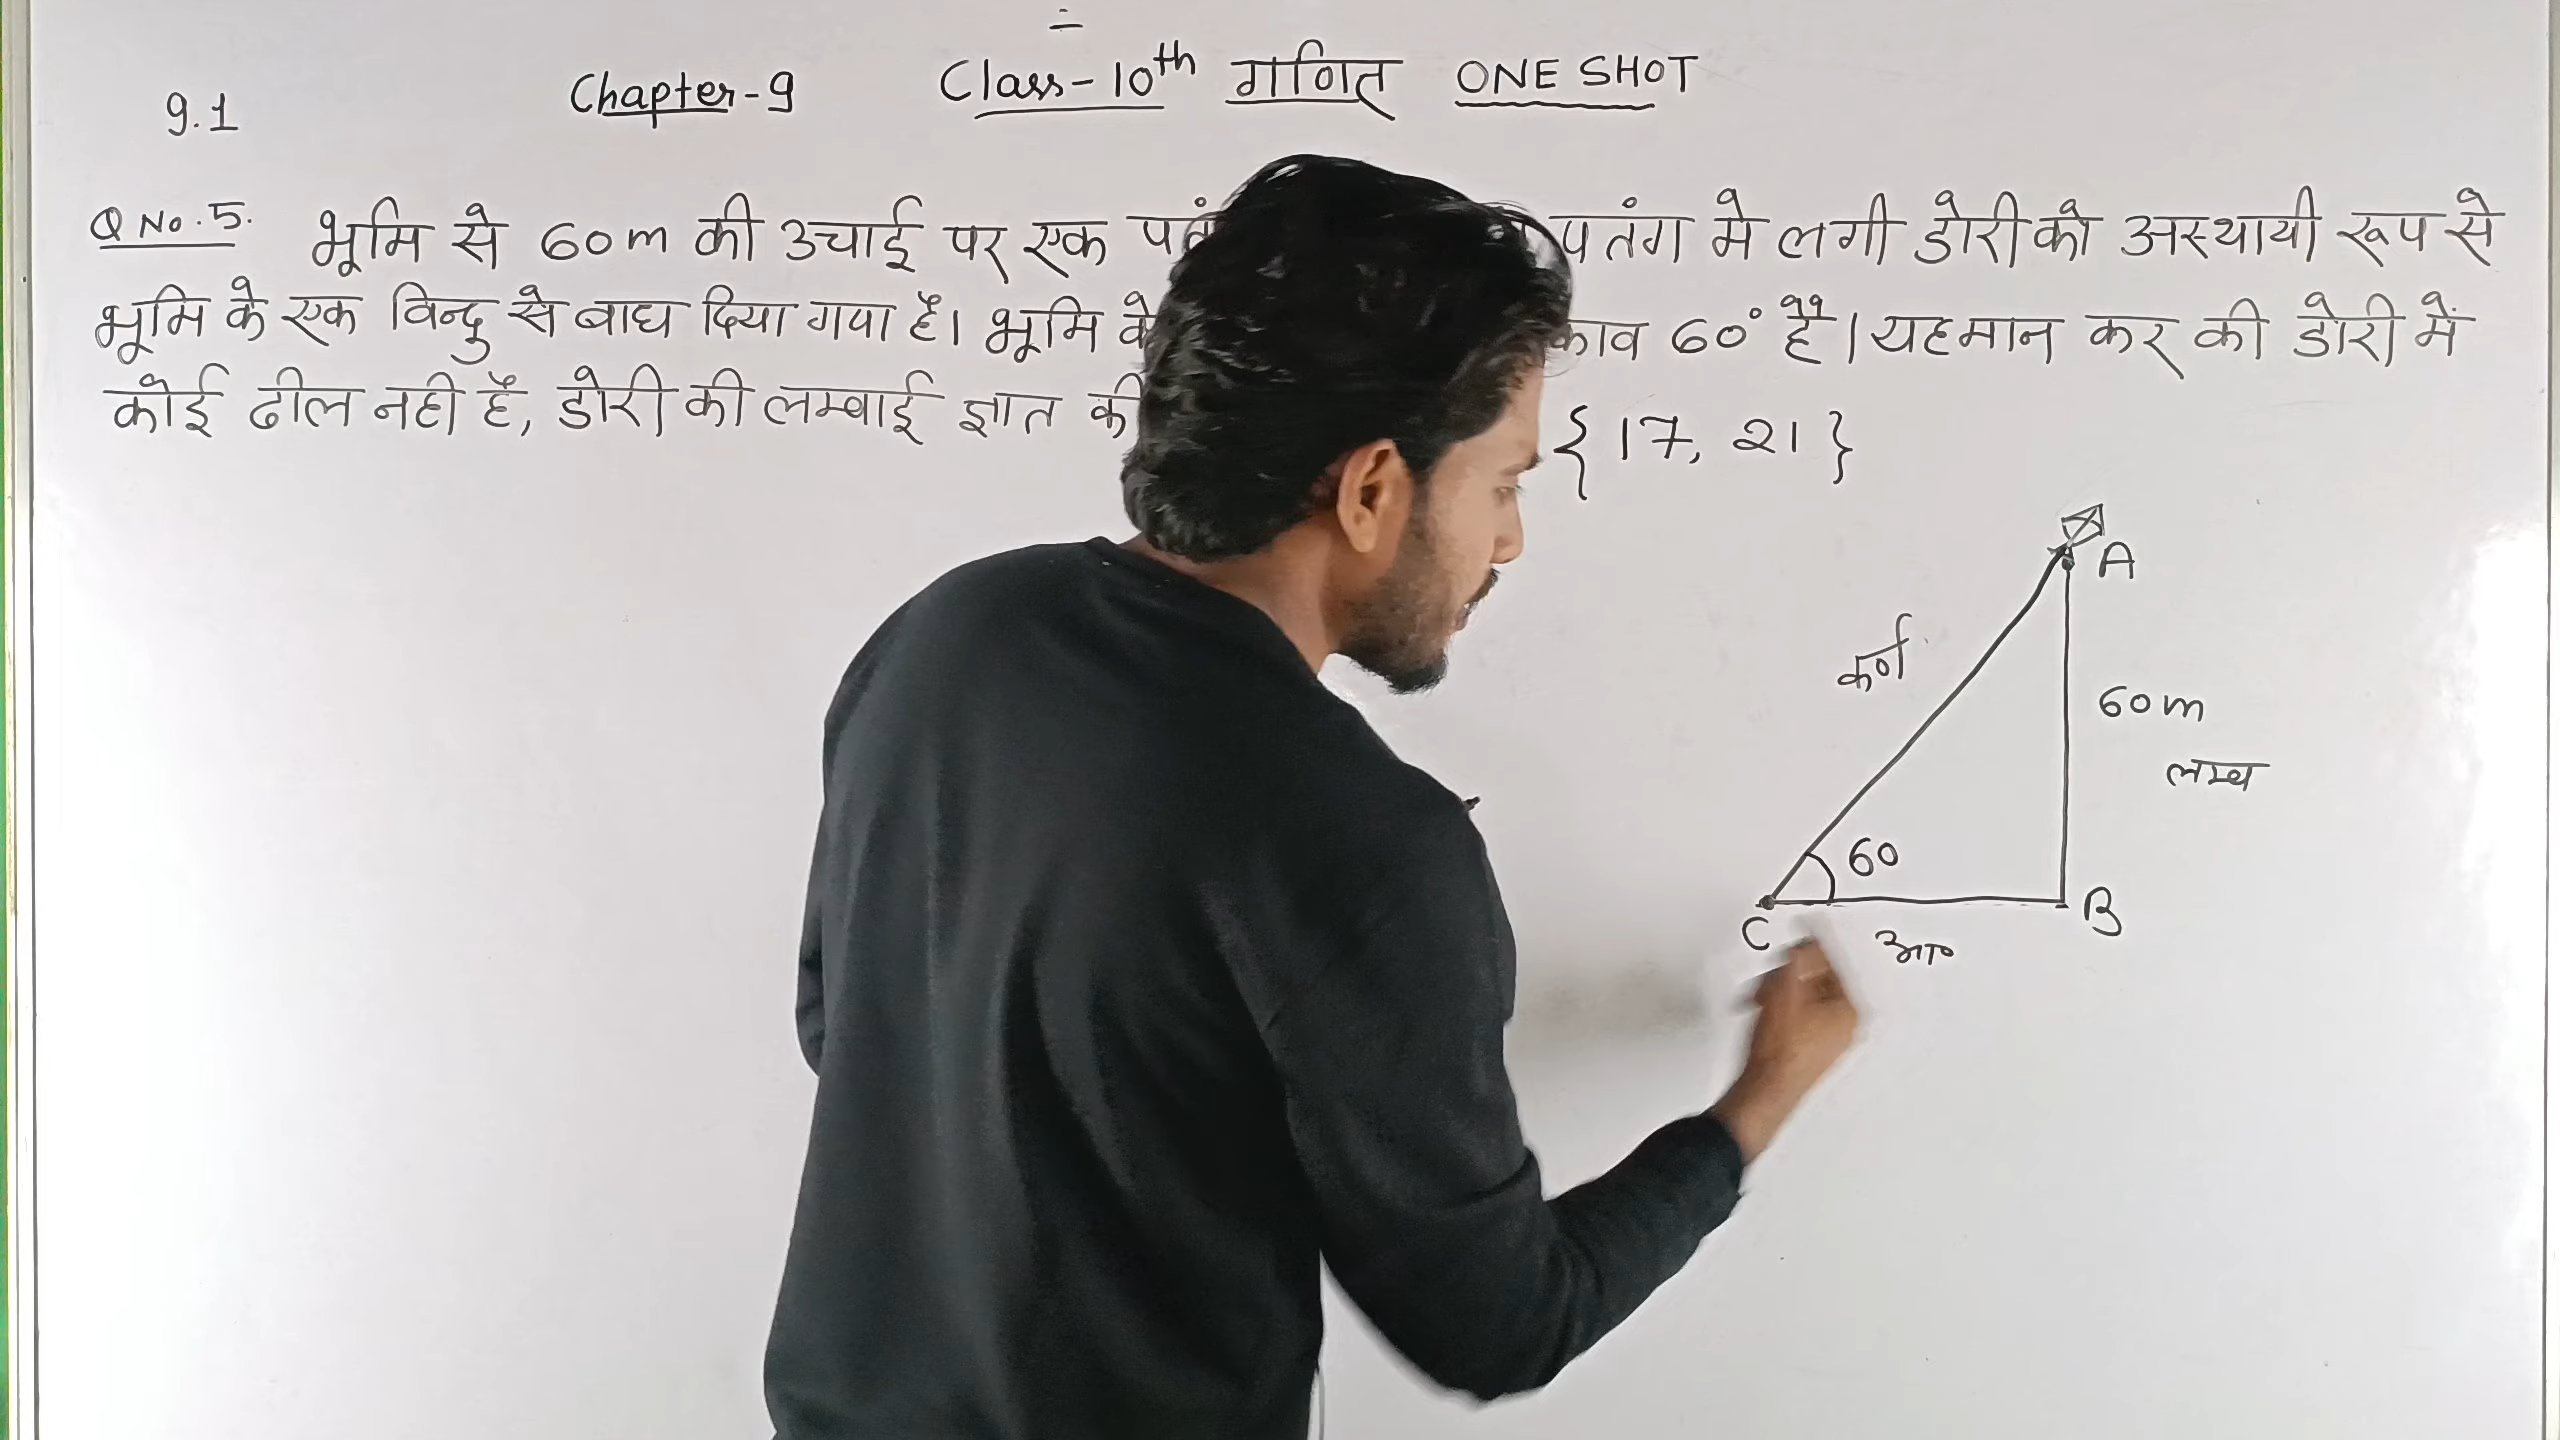 9.1 Chapter-9 Class-10th गणित ONE SHOT
Q No.5. भूमि से 60m की उचाई पर एक पतंग मे लगी डोरी को अस्थायी रूप से
भूमि के एक विन्दु से बाध दिया गया है। भूमि के 60° है। यह मान कर की डोरी में
कोई ढील नही है, डोरी की लम्बाई ज्ञात
{17, 21}
A
कर्ण
60m
लम्ब
60
C
B
आ०